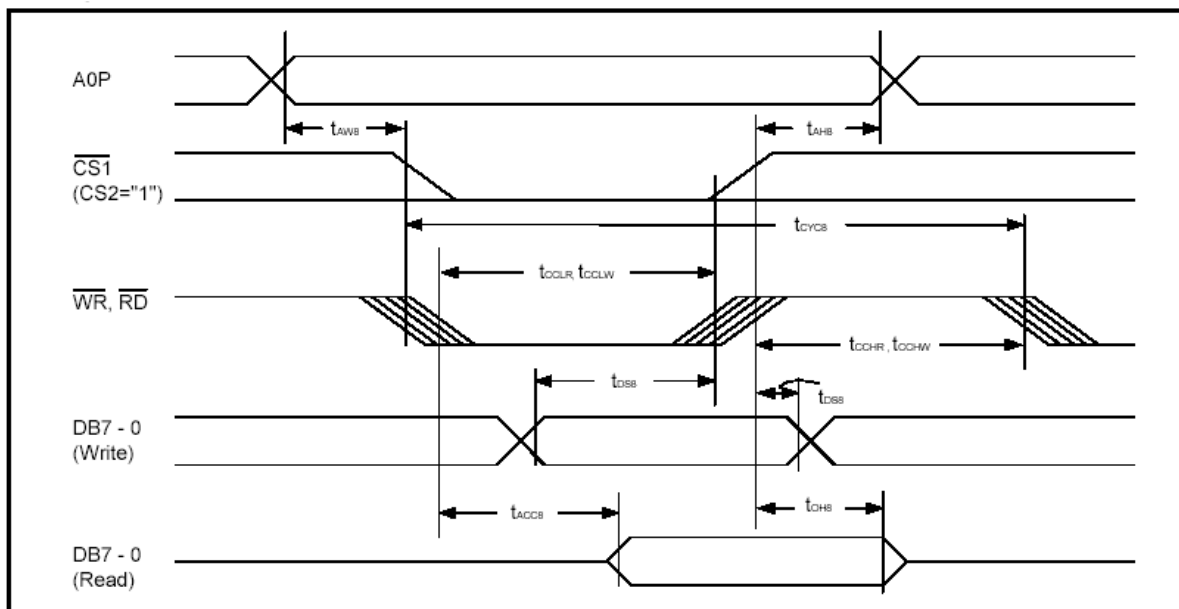 A0P
tAW8
tAH8
CS1
(CS2="1")
tCYC8
tCCLR, tCCLW
WR, RD
tCCHR, tCCHW
tDS8
tDS8
DB7 - 0
(Write)
tACC8
tOH8
DB7 - 0
(Read)